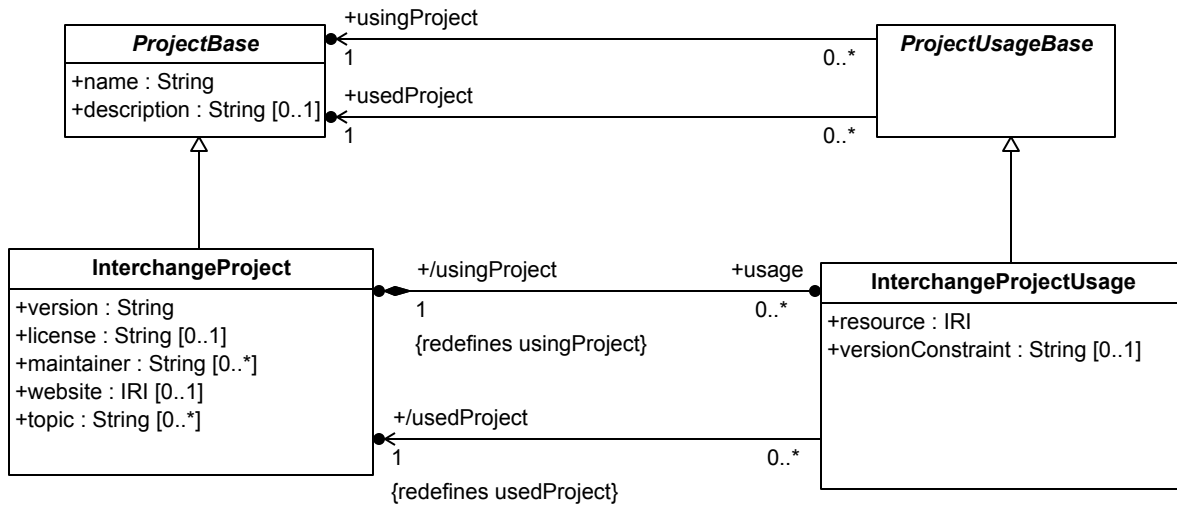 +usingProject
ProjectBase
ProjectUsageBase
1
0..*
+name : String
+description : String [0..1]
+usedProject
1
0..*
InterchangeProject
+/usingProject
+usage
InterchangeProjectUsage
+version : String
+license : String [0..1]
+maintainer : String [0..*]
+website : IRI [0..1]
+topic : String [0..*]
1
0..*
+resource : IRI
+versionConstraint : String [0..1]
{redefines usingProject}
+/usedProject
1
0..*
{redefines usedProject}